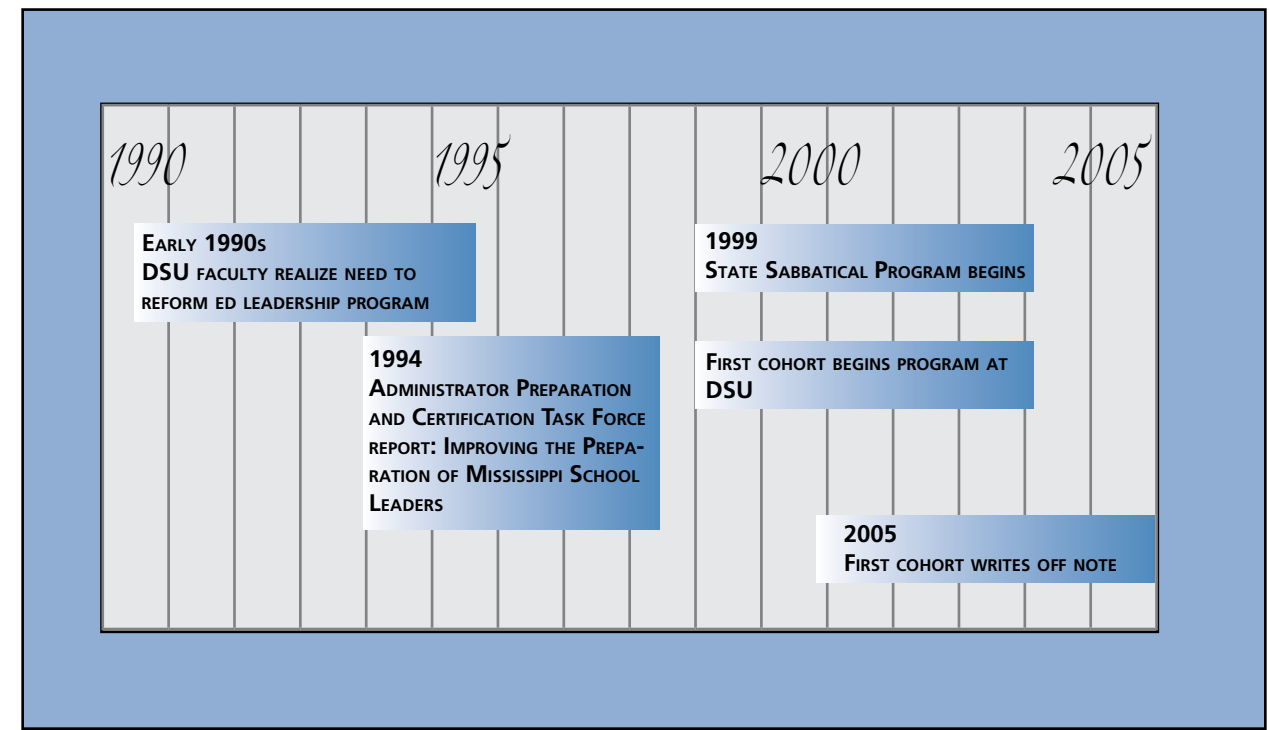 1990
1995
2000
2005
Early 1990s
DSU faculty realize need to
reform ed leadership program
1994
Administrator Preparation
and Certification Task Force
report: Improving the Prepa-
ration of Mississippi School
Leaders
1999
State Sabbatical Program begins
First cohort begins program at
DSU
2005
First cohort writes off note